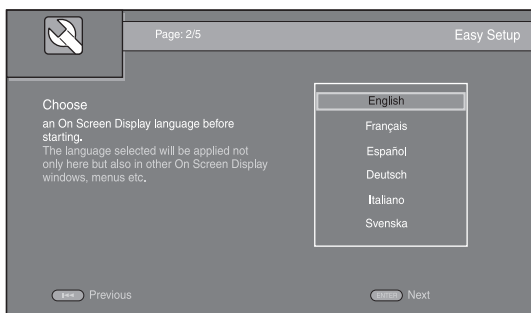 Page: 2/5
Easy Setup
Choose
an On Screen Display language before
starting.
The language selected will be applied not
only here but also in other On Screen Display
windows, menus etc.
English
Français
Español
Deutsch
Italiano
Svenska
Previous
ENTER Next